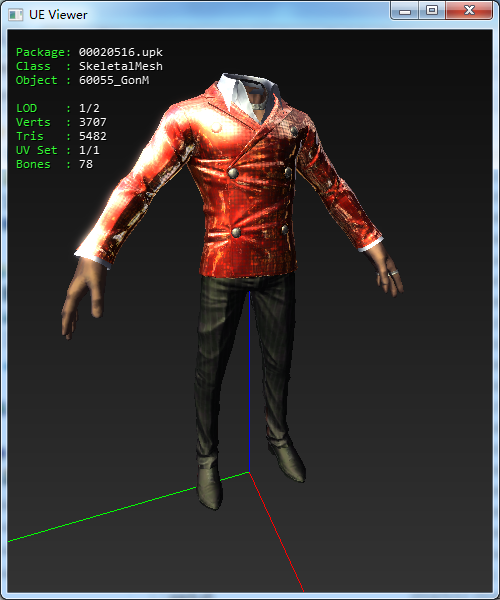 UE Viewer
Package: 00020516.upk
Class : SkeletalMesh
Object : 60055_GonM
LOD : 1/2
Verts : 3707
Tris : 5482
UV Set : 1/1
Bones : 78